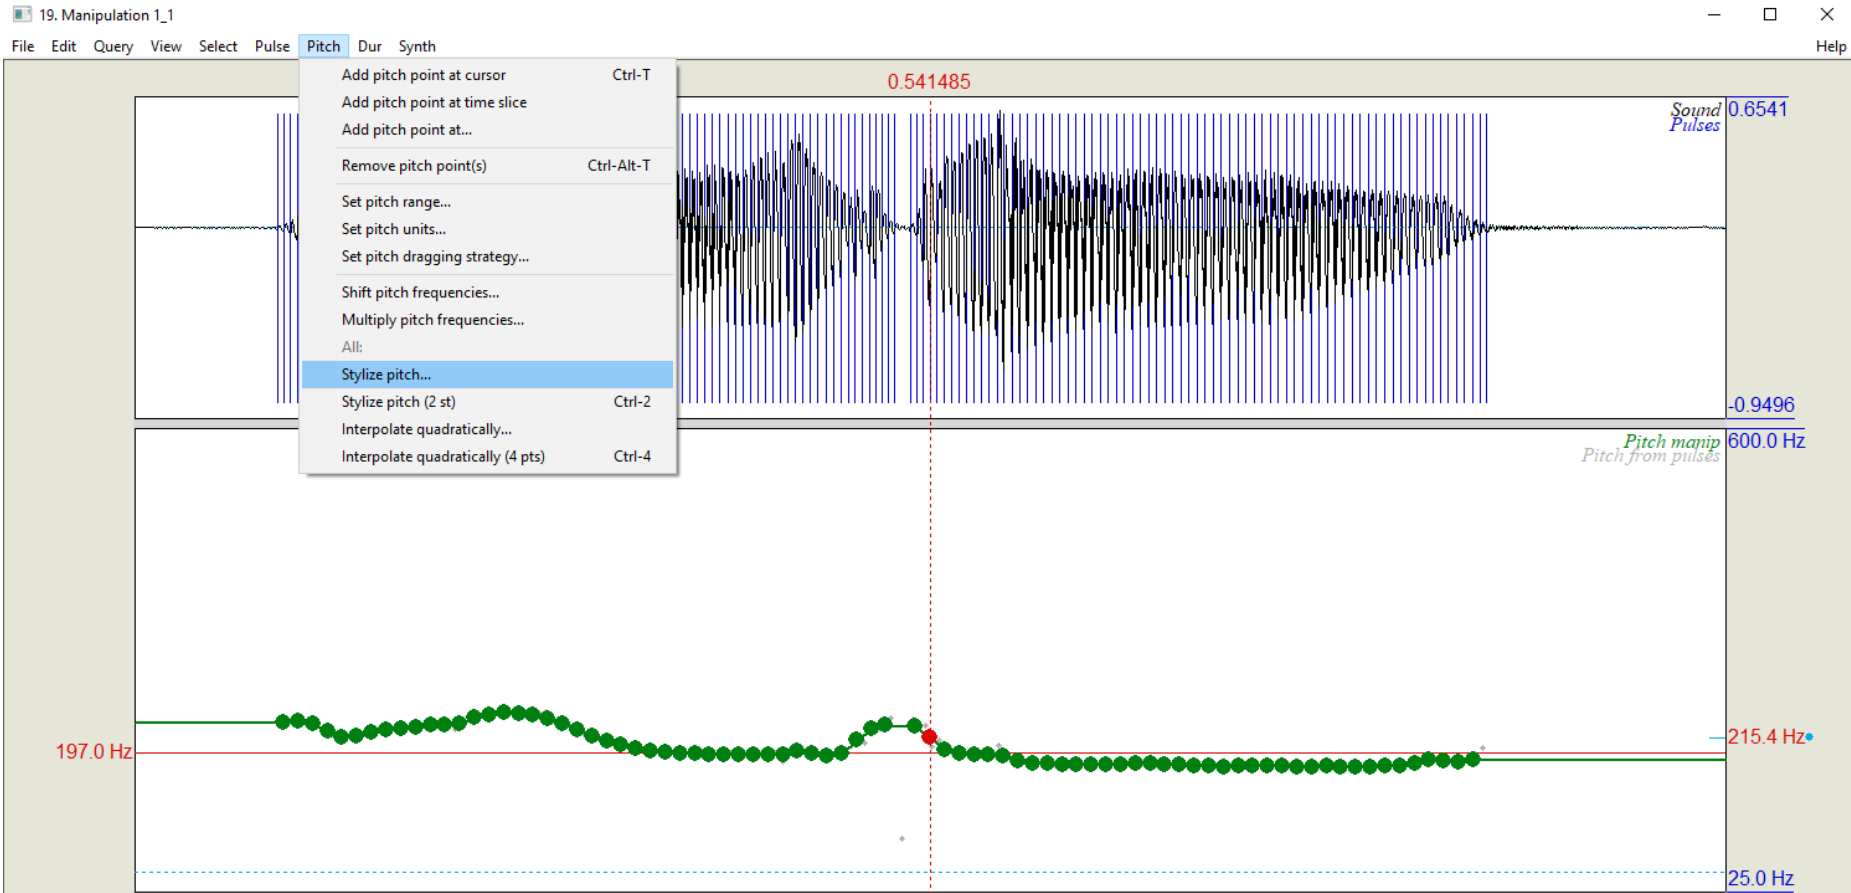 19. Manipulation 1_1
File Edit Query View Select Pulse Pitch Dur Synth Help
Add pitch point at cursor Ctrl-T
Add pitch point at time slice
Add pitch point at...
Remove pitch point(s) Ctrl-Alt-T
Set pitch range...
Set pitch units...
Set pitch dragging strategy...
Shift pitch frequencies...
Multiply pitch frequencies...
All:
Stylize pitch...
Stylize pitch (2 st) Ctrl-2
Interpolate quadratically...
Interpolate quadratically (4 pts) Ctrl-4
0.541485
Sound 0.6541
Pulses
-0.9496
Pitch manip 600.0 Hz
Pitch from pulses
197.0 Hz
215.4 Hz
25.0 Hz